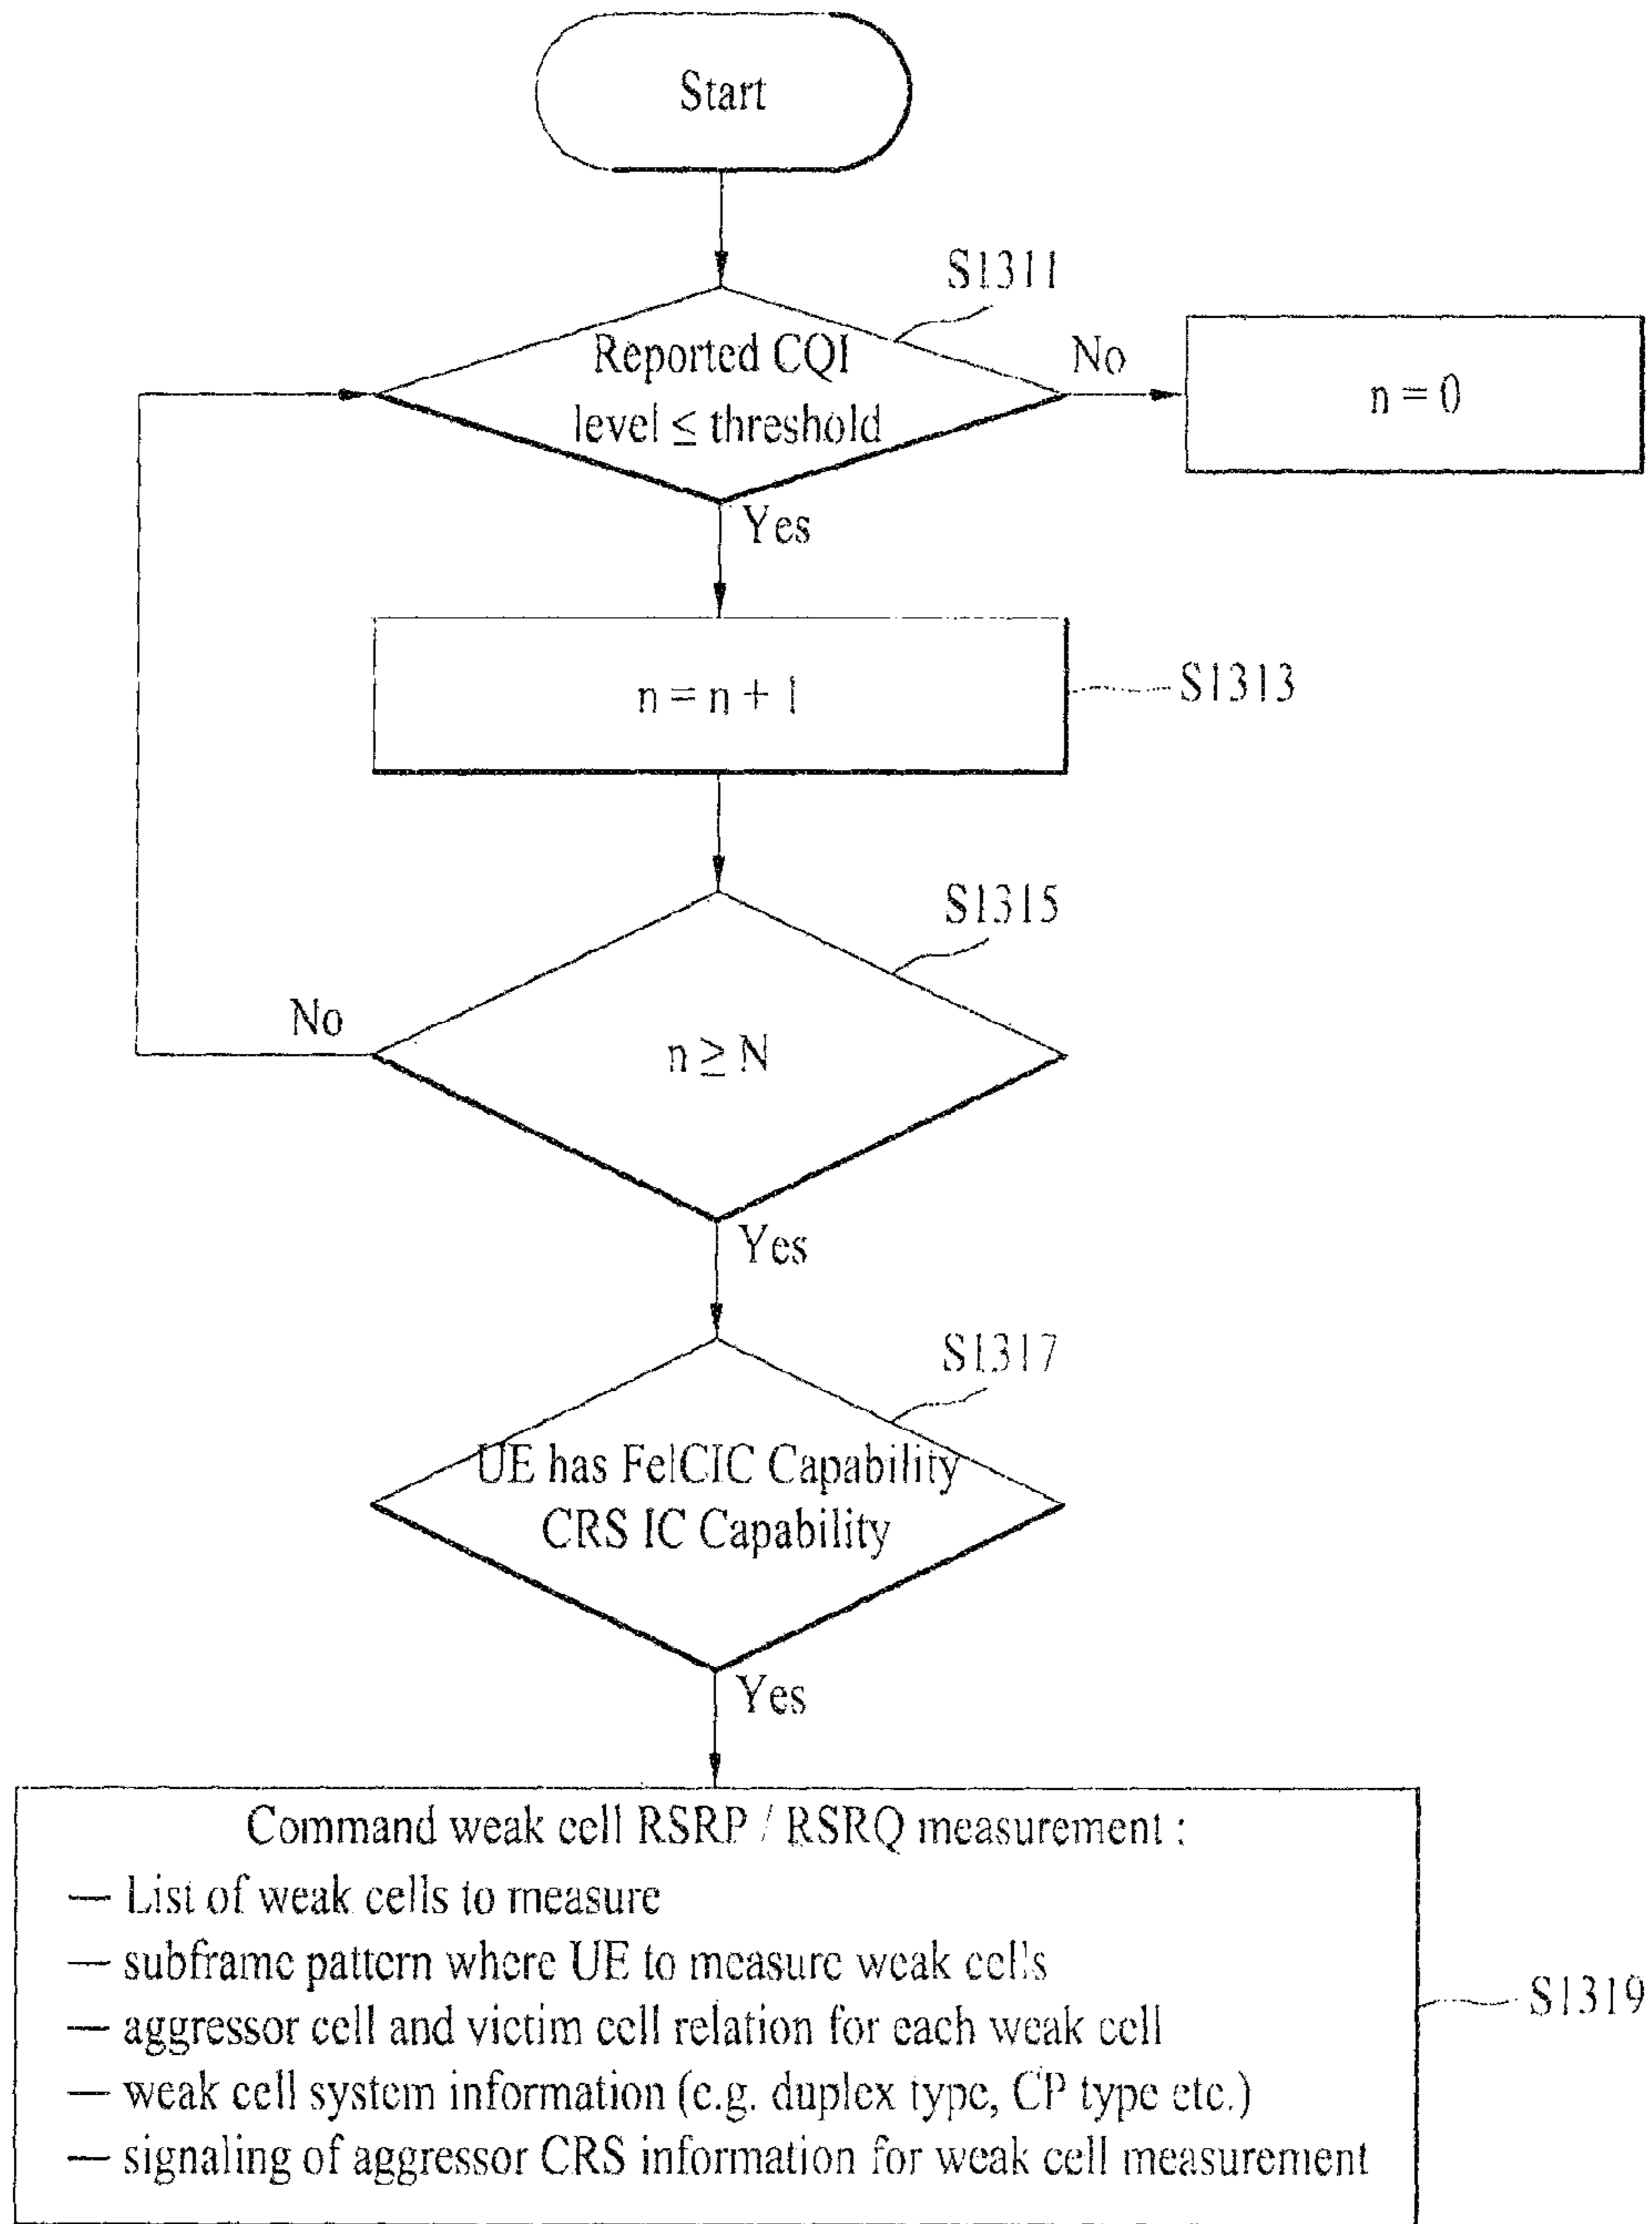 Start
S1311
Reported CQI
level ≤ threshold
No
n = 0
Yes
n = n + 1
S1313
S1315
No
n ≥ N
Yes
S1317
UE has FeICIC Capability
CRS IC Capability
Yes
Command weak cell RSRP / RSRQ measurement :
— List of weak cells to measure
— subframe pattern where UE to measure weak cells
— aggressor cell and victim cell relation for each weak cell
— weak cell system information (e.g. duplex type, CP type etc.)
— signaling of aggressor CRS information for weak cell measurement
S1319